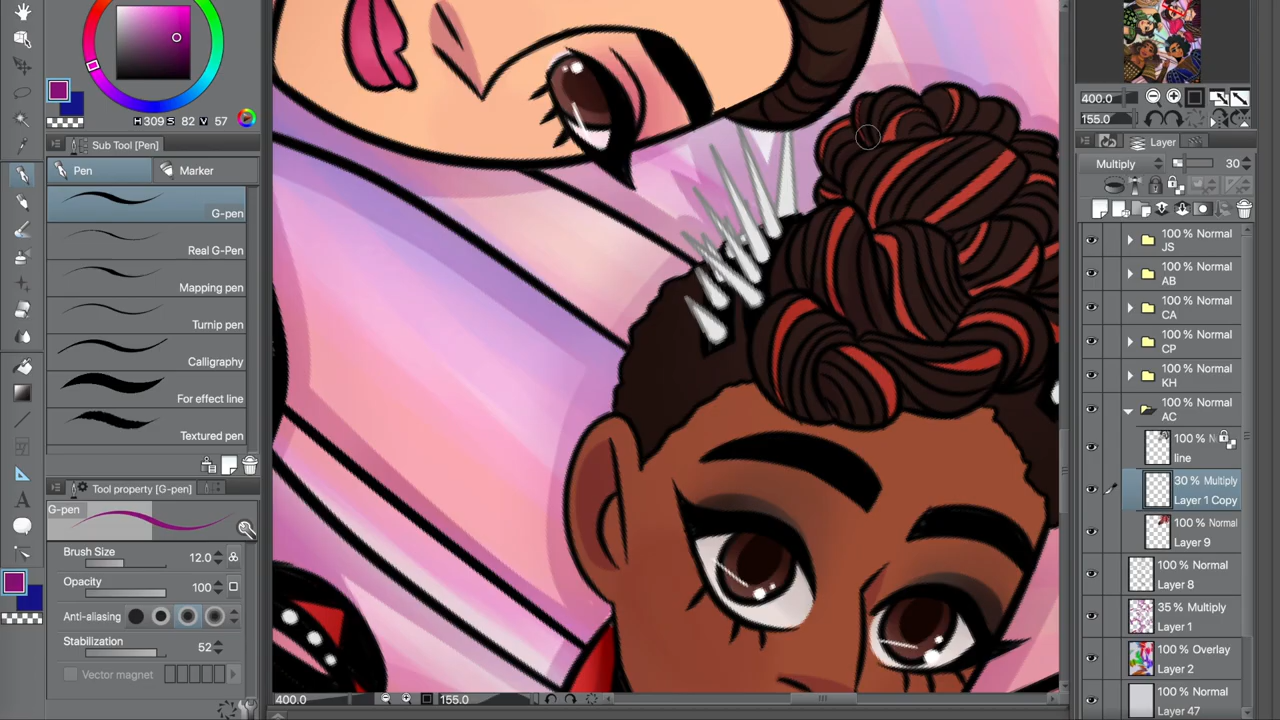 H 309 S 82 V 57
Sub Tool [Pen]
Pen
Marker
G-pen
Real G-Pen
Mapping pen
Turnip pen
Calligraphy
For effect line
Textured pen
Tool property [G-pen]
G-pen
Brush Size
12.0
Opacity
100
Anti-aliasing
Stabilization
52
Vector magnet
400.0
155.0
400.0
155.0
Layer
Multiply
30
100 % Normal
JS
100 % Normal
AB
100 % Normal
CA
100 % Normal
CP
100 % Normal
KH
100 % Normal
AC
100 % N
line
30 % Multiply
Layer 1 Copy
100 % Normal
Layer 9
100 % Normal
Layer 8
35 % Multiply
Layer 1
100 % Overlay
Layer 2
100 % Normal
Layer 47